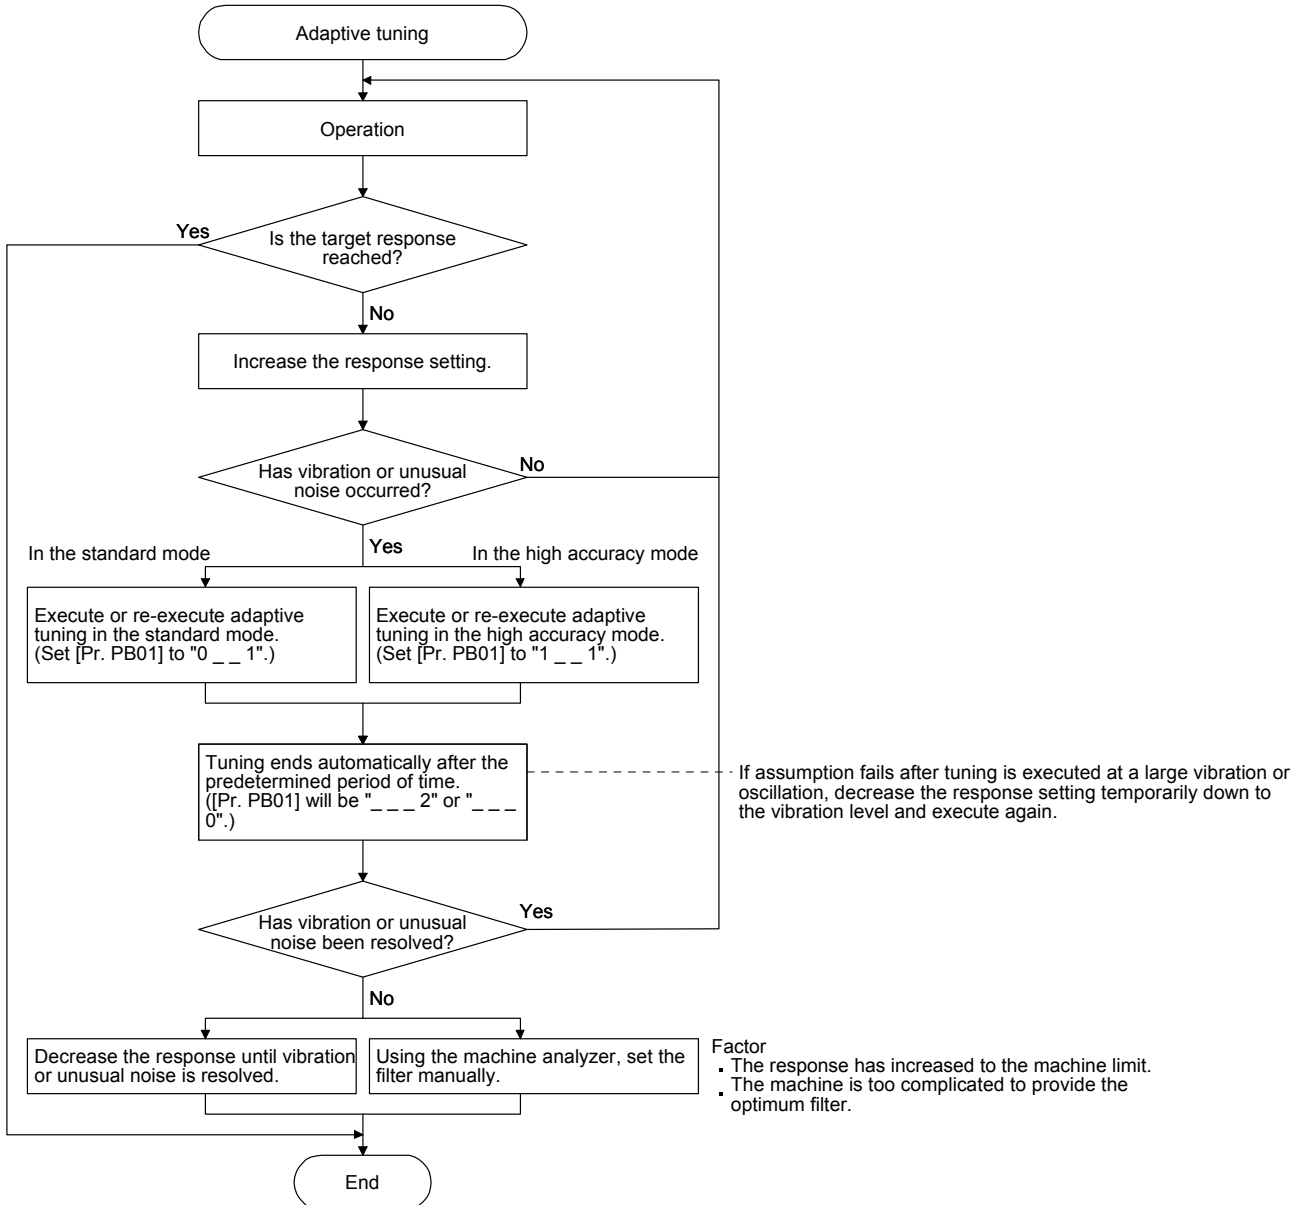 Adaptive tuning
Operation
Yes
Is the target response
reached?
No
Increase the response setting.
Has vibration or unusual
noise occurred?
No
Yes
In the standard mode
In the high accuracy mode
Execute or re-execute adaptive
tuning in the standard mode.
(Set [Pr. PB01] to "0 _ _ 1".)
Execute or re-execute adaptive
tuning in the high accuracy mode.
(Set [Pr. PB01] to "1 _ _ 1".)
Tuning ends automatically after the
predetermined period of time.
([Pr. PB01] will be "_ _ _ 2" or "_ _ _
0".)
If assumption fails after tuning is executed at a large vibration or
oscillation, decrease the response setting temporarily down to
the vibration level and execute again.
Has vibration or unusual
noise been resolved?
Yes
No
Decrease the response until vibration
or unusual noise is resolved.
Using the machine analyzer, set the
filter manually.
Factor
. The response has increased to the machine limit.
. The machine is too complicated to provide the
optimum filter.
End